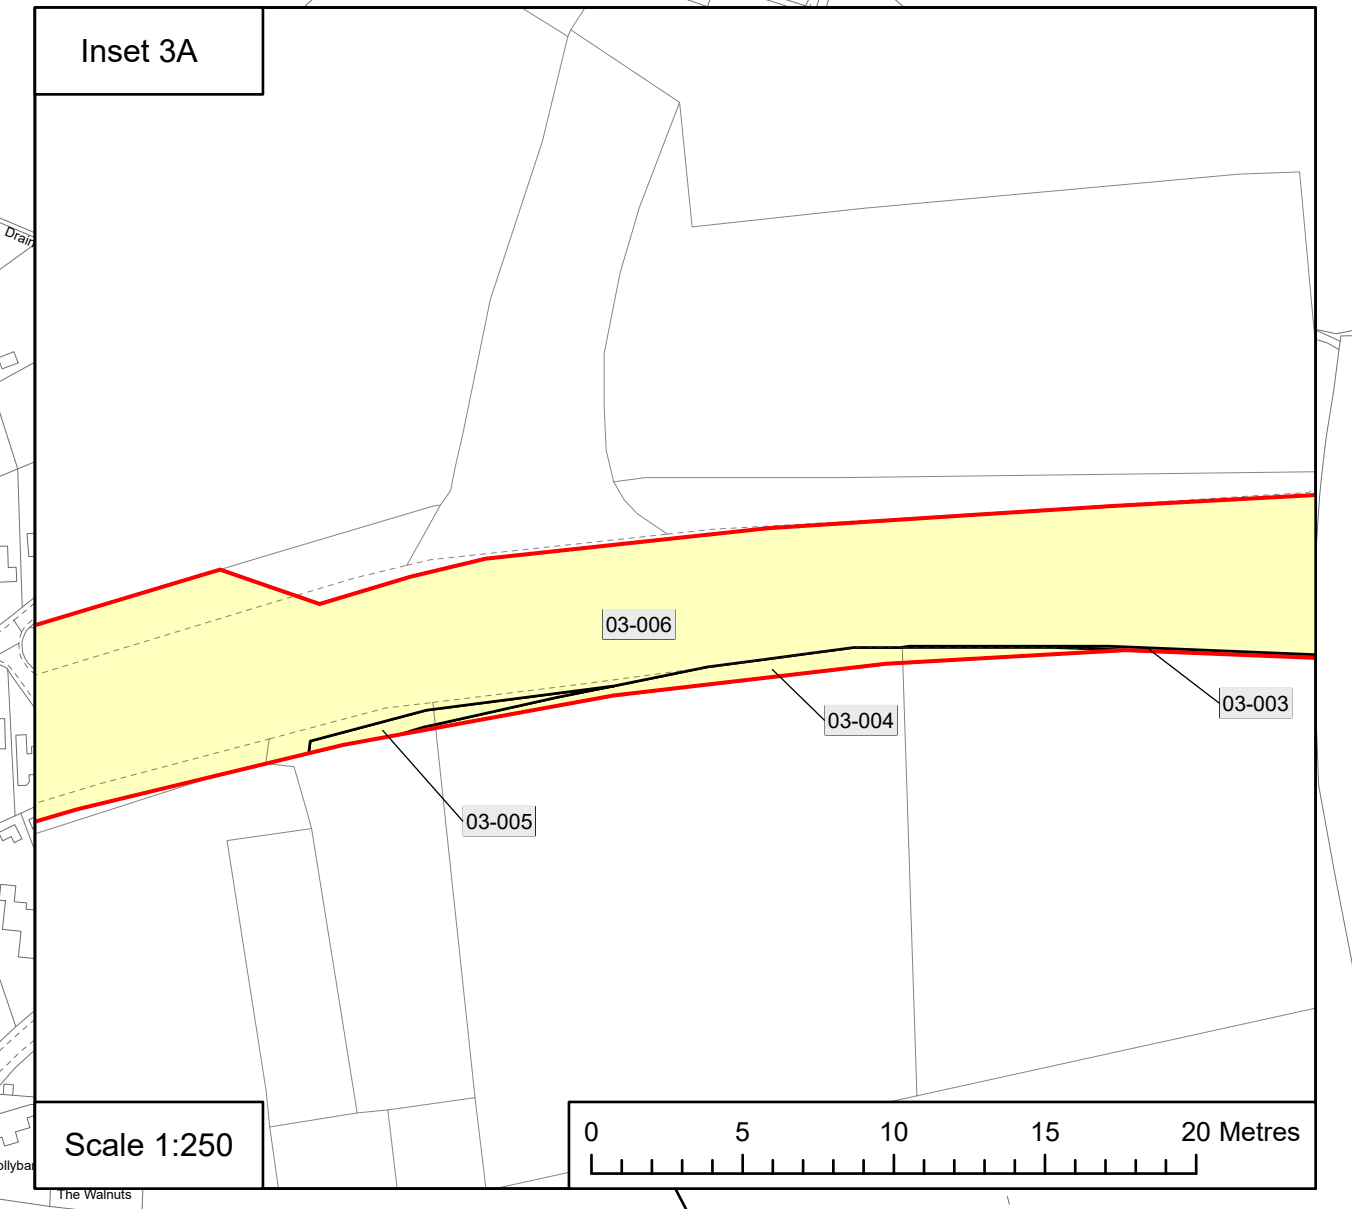 Inset 3A
Drain
03-006
03-003
03-004
03-005
Scale 1:250
0 5 10 15 20 Metres
The Walnuts